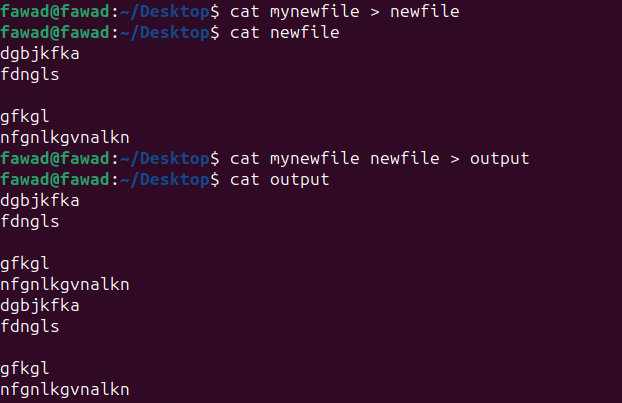 fawad@fawad:~/Desktop$ cat mynewfile > newfile
fawad@fawad:~/Desktop$ cat newfile
dgbjkfka
fdngls

gfkgl
nfgnlkgvnalkn
fawad@fawad:~/Desktop$ cat mynewfile newfile > output
fawad@fawad:~/Desktop$ cat output
dgbjkfka
fdngls

gfkgl
nfgnlkgvnalkn
dgbjkfka
fdngls

gfkgl
nfgnlkgvnalkn